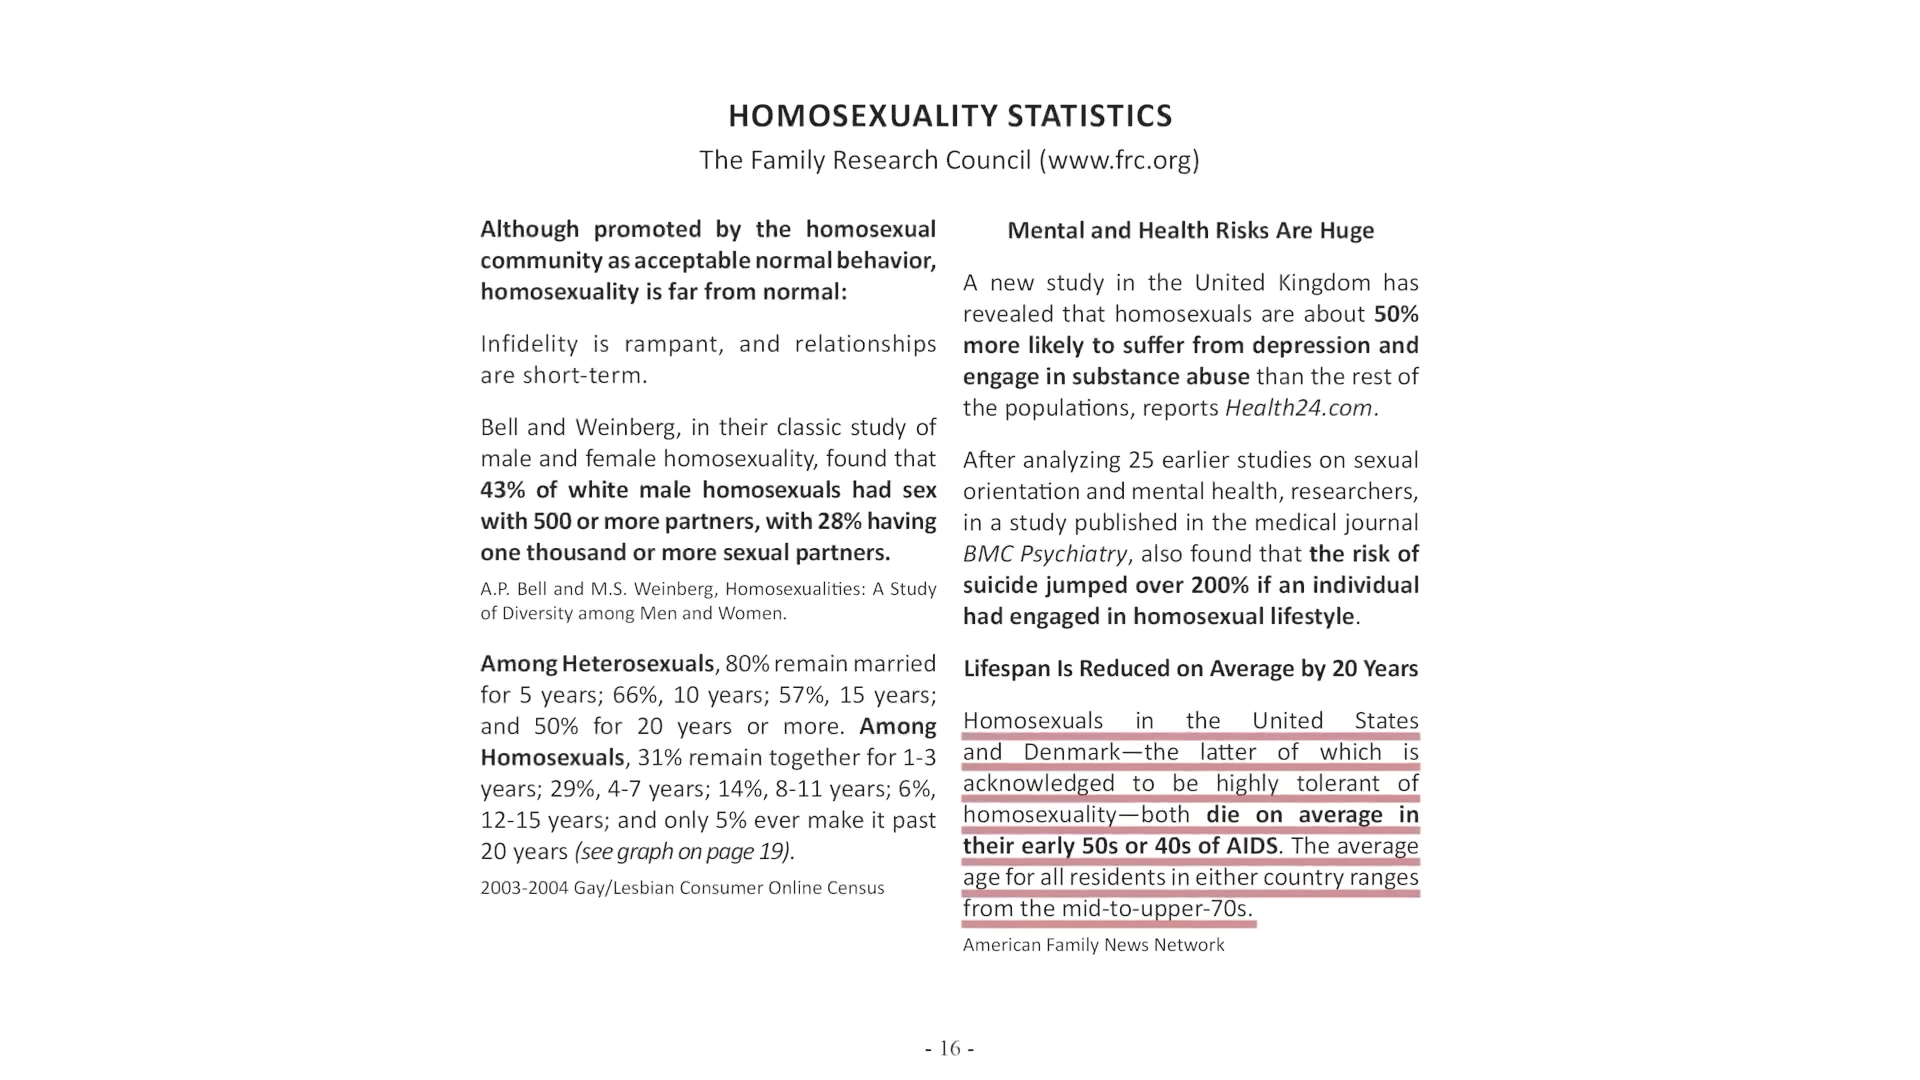 HOMOSEXUALITY STATISTICS
The Family Research Council (www.frc.org)
Although promoted by the homosexual
community as acceptable normal behavior,
homosexuality is far from normal:
Infidelity is rampant, and relationships
are short-term.
Bell and Weinberg, in their classic study of
male and female homosexuality, found that
43% of white male homosexuals had sex
with 500 or more partners, with 28% having
one thousand or more sexual partners.
A.P. Bell and M.S. Weinberg, Homosexualities: A Study
of Diversity among Men and Women.
Among Heterosexuals, 80% remain married
for 5 years; 66%, 10 years; 57%, 15 years;
and 50% for 20 years or more. Among
Homosexuals, 31% remain together for 1-3
years; 29%, 4-7 years; 14%, 8-11 years; 6%,
12-15 years; and only 5% ever make it past
20 years (see graph on page 19).
2003-2004 Gay/Lesbian Consumer Online Census
Mental and Health Risks Are Huge
A new study in the United Kingdom has
revealed that homosexuals are about 50%
more likely to suffer from depression and
engage in substance abuse than the rest of
the populations, reports Health24.com.
After analyzing 25 earlier studies on sexual
orientation and mental health, researchers,
in a study published in the medical journal
BMC Psychiatry, also found that the risk of
suicide jumped over 200% if an individual
had engaged in homosexual lifestyle.
Lifespan Is Reduced on Average by 20 Years
Homosexuals in the United States
and Denmark—the latter of which is
acknowledged to be highly tolerant of
homosexuality—both die on average in
their early 50s or 40s of AIDS. The average
age for all residents in either country ranges
from the mid-to-upper-70s.
American Family News Network
- 16 -